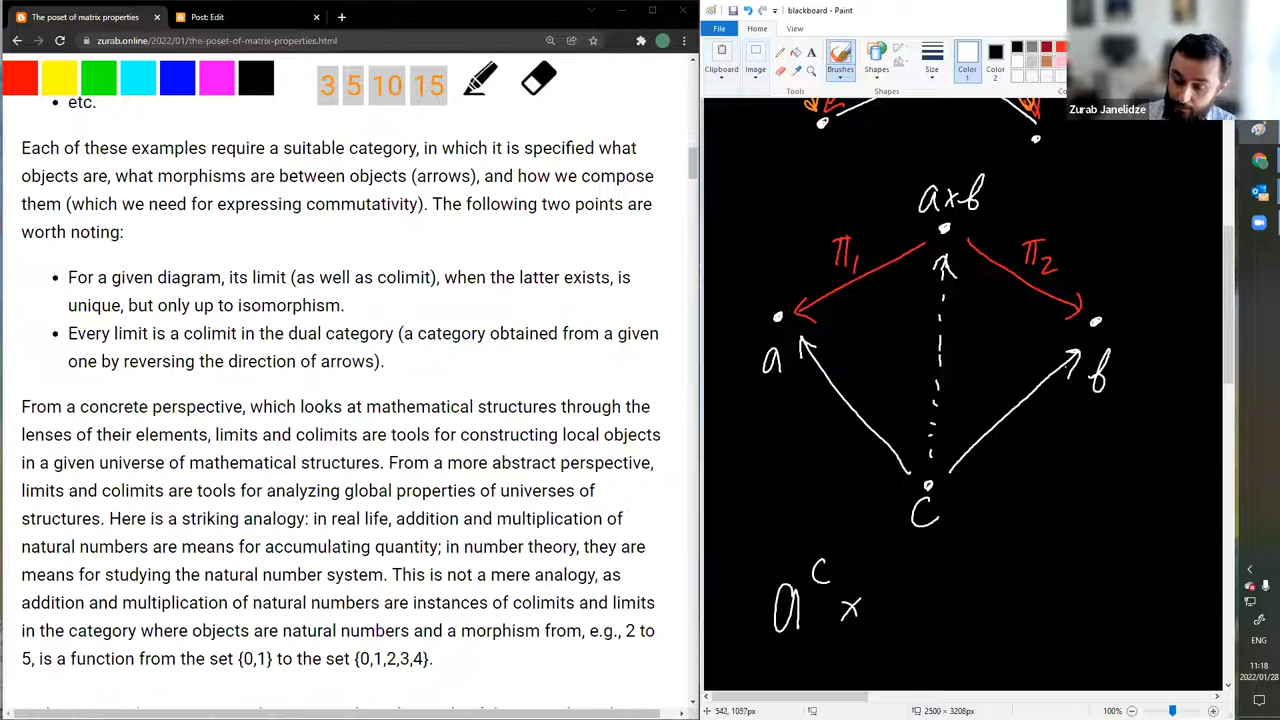 The poset of matrix properties
Post: Edit
zurab.online/2022/01/the-poset-of-matrix-properties.html
3 5 10 15
etc.
Each of these examples require a suitable category, in which it is specified what
objects are, what morphisms are between objects (arrows), and how we compose
them (which we need for expressing commutativity). The following two points are
worth noting:
For a given diagram, its limit (as well as colimit), when the latter exists, is
unique, but only up to isomorphism.
Every limit is a colimit in the dual category (a category obtained from a given
one by reversing the direction of arrows).
From a concrete perspective, which looks at mathematical structures through the
lenses of their elements, limits and colimits are tools for constructing local objects
in a given universe of mathematical structures. From a more abstract perspective,
limits and colimits are tools for analyzing global properties of universes of
structures. Here is a striking analogy: in real life, addition and multiplication of
natural numbers are means for accumulating quantity; in number theory, they are
means for studying the natural number system. This is not a mere analogy, as
addition and multiplication of natural numbers are instances of colimits and limits
in the category where objects are natural numbers and a morphism from, e.g., 2 to
5, is a function from the set {0,1} to the set {0,1,2,3,4}.
blackboard - Paint
File Home View
Clipboard
Image
Tools
Brushes
Shapes
Shapes
Size
Color 1
Color 2
Zurab Janelidze
a×b
π1 π2
a b
c
a^c ×
542, 1057px
2500 × 3208px
100%
ENG
11:18
2022/01/28